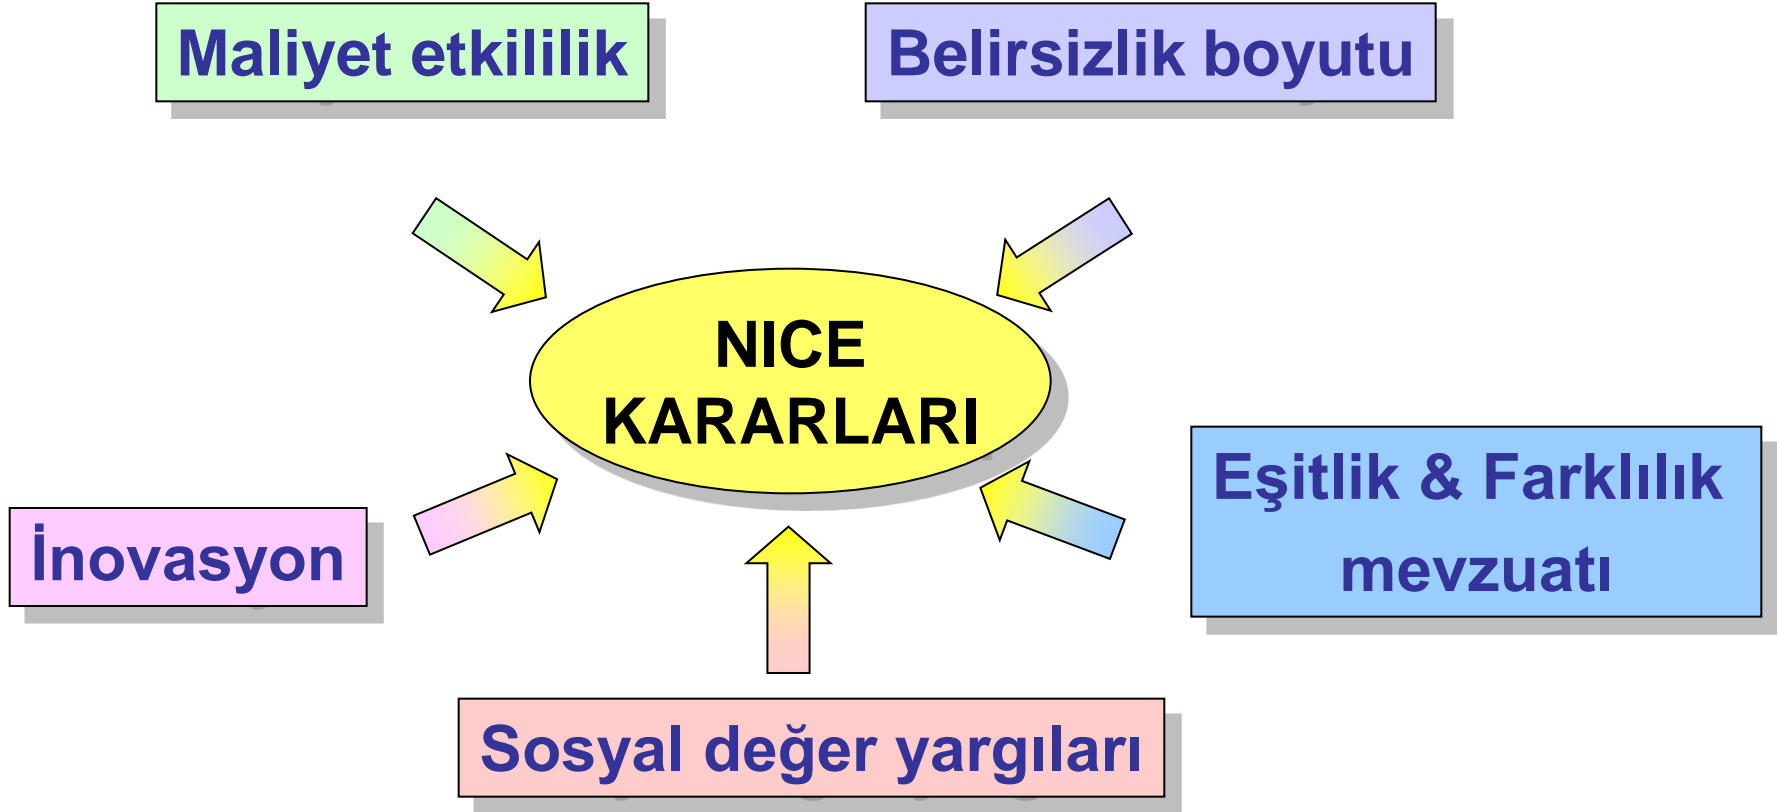 Maliyet etkililik
Belirsizlik boyutu
NICE
KARARLARI
Eşitlik & Farklılık
mevzuatı
İnovasyon
Sosyal değer yargıları